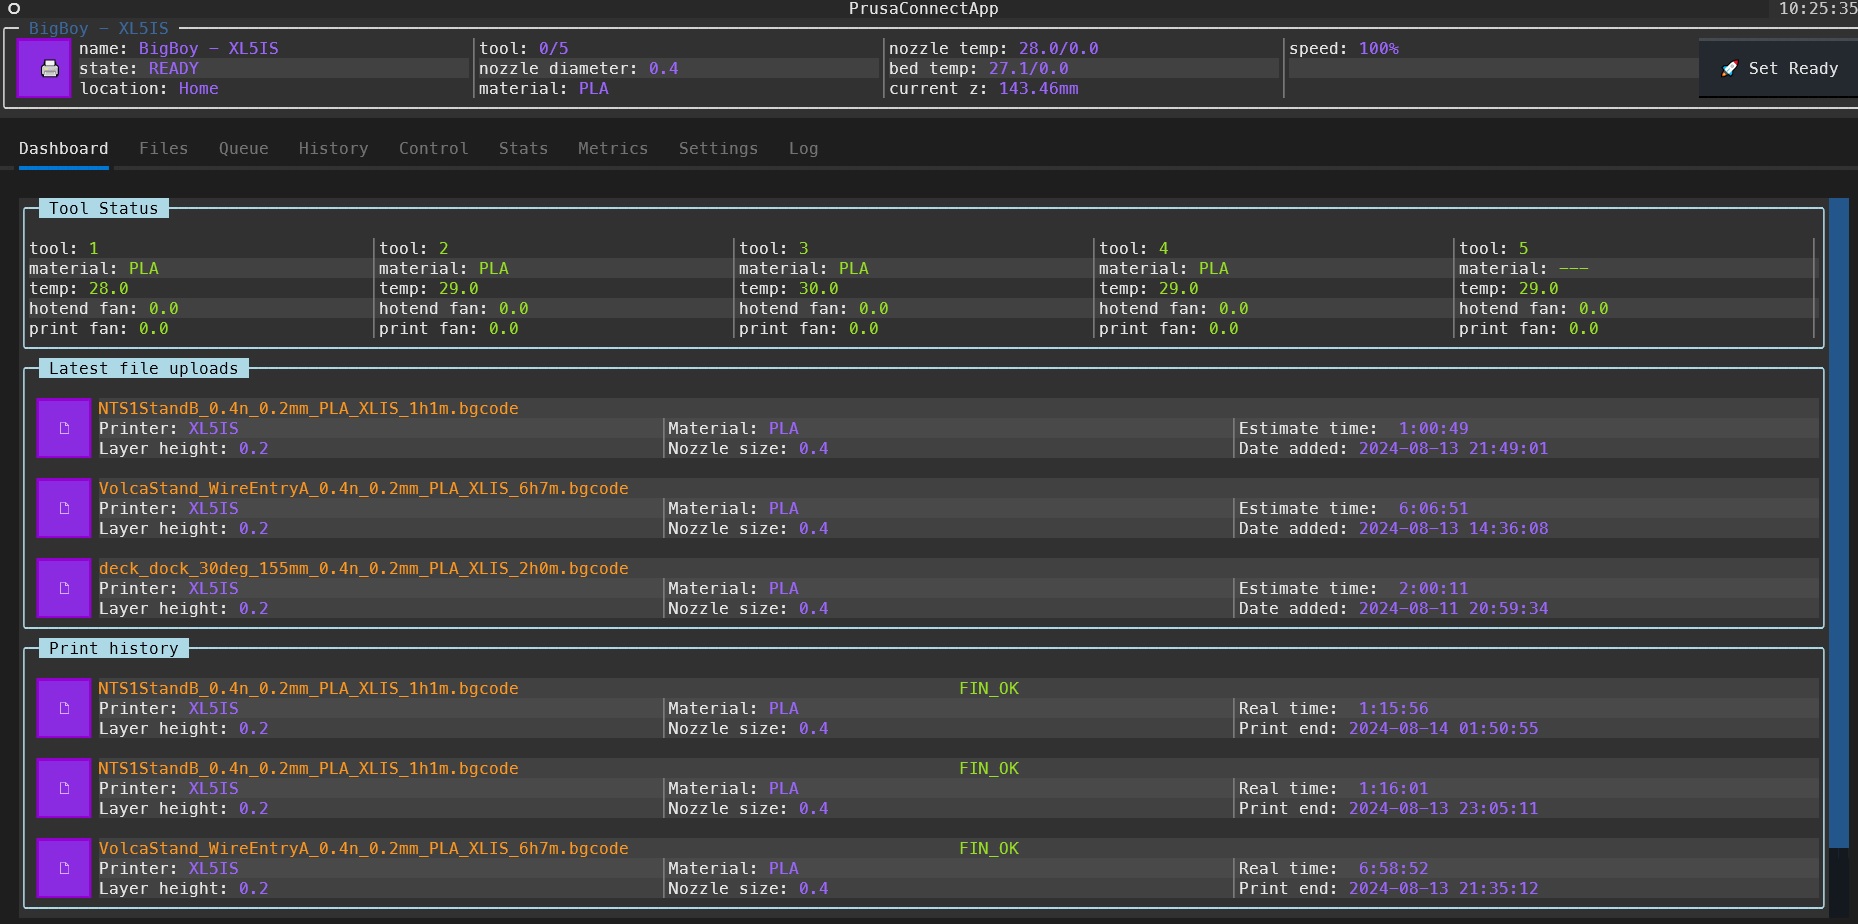 PrusaConnectApp 10:25:35
BigBoy – XL5IS
name: BigBoy – XL5IS tool: 0/5 nozzle temp: 28.0/0.0 speed: 100%
state: READY nozzle diameter: 0.4 bed temp: 27.1/0.0 Set Ready
location: Home material: PLA current z: 143.46mm
Dashboard Files Queue History Control Stats Metrics Settings Log
Tool Status
tool: 1 tool: 2 tool: 3 tool: 4 tool: 5
material: PLA material: PLA material: PLA material: PLA material: ---
temp: 28.0 temp: 29.0 temp: 30.0 temp: 29.0 temp: 29.0
hotend fan: 0.0 hotend fan: 0.0 hotend fan: 0.0 hotend fan: 0.0 hotend fan: 0.0
print fan: 0.0 print fan: 0.0 print fan: 0.0 print fan: 0.0 print fan: 0.0
Latest file uploads
NTS1StandB_0.4n_0.2mm_PLA_XLIS_1h1m.bgcode
Printer: XL5IS Material: PLA Estimate time: 1:00:49
Layer height: 0.2 Nozzle size: 0.4 Date added: 2024-08-13 21:49:01
VolcaStand_WireEntryA_0.4n_0.2mm_PLA_XLIS_6h7m.bgcode
Printer: XL5IS Material: PLA Estimate time: 6:06:51
Layer height: 0.2 Nozzle size: 0.4 Date added: 2024-08-13 14:36:08
deck_dock_30deg_155mm_0.4n_0.2mm_PLA_XLIS_2h0m.bgcode
Printer: XL5IS Material: PLA Estimate time: 2:00:11
Layer height: 0.2 Nozzle size: 0.4 Date added: 2024-08-11 20:59:34
Print history
NTS1StandB_0.4n_0.2mm_PLA_XLIS_1h1m.bgcode FIN_OK
Printer: XL5IS Material: PLA Real time: 1:15:56
Layer height: 0.2 Nozzle size: 0.4 Print end: 2024-08-14 01:50:55
NTS1StandB_0.4n_0.2mm_PLA_XLIS_1h1m.bgcode FIN_OK
Printer: XL5IS Material: PLA Real time: 1:16:01
Layer height: 0.2 Nozzle size: 0.4 Print end: 2024-08-13 23:05:11
VolcaStand_WireEntryA_0.4n_0.2mm_PLA_XLIS_6h7m.bgcode FIN_OK
Printer: XL5IS Material: PLA Real time: 6:58:52
Layer height: 0.2 Nozzle size: 0.4 Print end: 2024-08-13 21:35:12